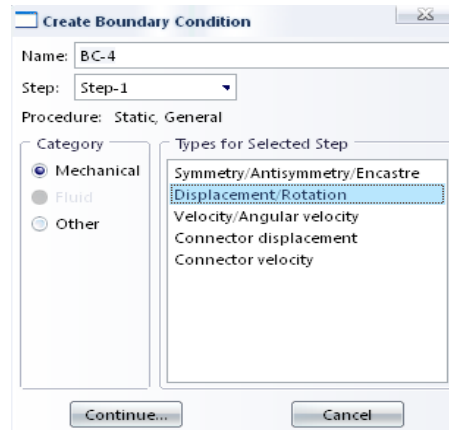 Create Boundary Condition
Name: BC-4
Step: Step-1
Procedure: Static, General
Category
Mechanical
Fluid
Other
Types for Selected Step
Symmetry/Antisymmetry/Encastre
Displacement/Rotation
Velocity/Angular velocity
Connector displacement
Connector velocity
Continue...
Cancel